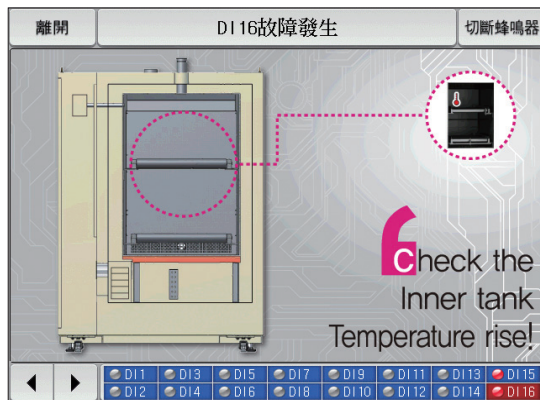 離開
DI16故障發生
切斷蜂鳴器
Check the
Inner tank
Temperature rise!
DI1 DI3 DI5 DI7 DI9 DI11 DI13 DI15
DI2 DI4 DI6 DI8 DI10 DI12 DI14 DI16